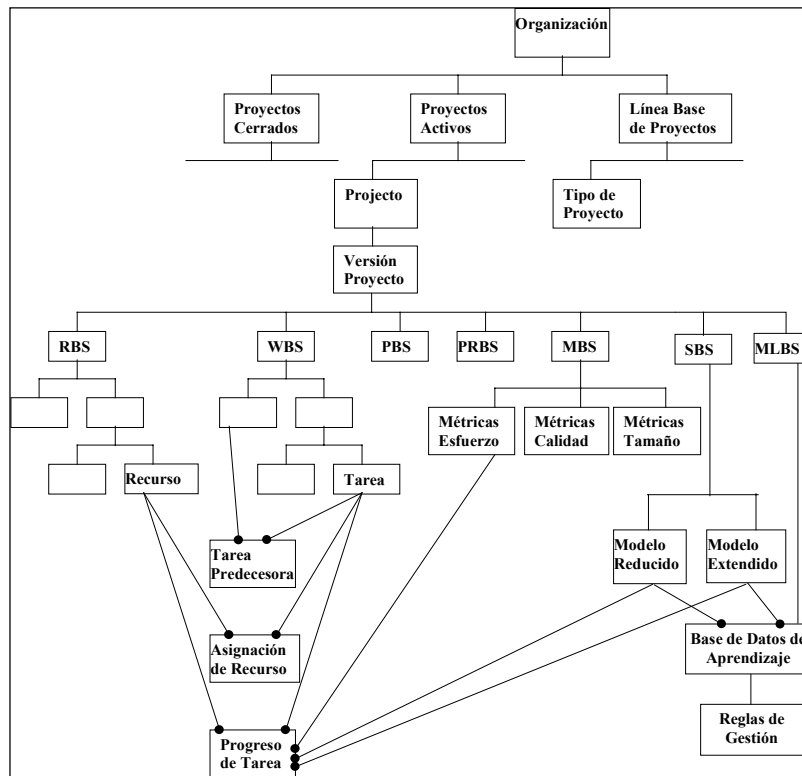 Organización
Proyectos
Cerrados
Proyectos
Activos
Línea Base
de Proyectos
Projecto
Tipo de
Proyecto
Versión
Proyecto
RBS
WBS
PBS
PRBS
MBS
SBS
MLBS
Métricas
Esfuerzo
Métricas
Calidad
Métricas
Tamaño
Recurso
Tarea
Tarea
Predecesora
Modelo
Reducido
Modelo
Extendido
Asignación
de Recurso
Base de Datos de
Aprendizaje
Reglas de
Gestión
Progreso
de Tarea